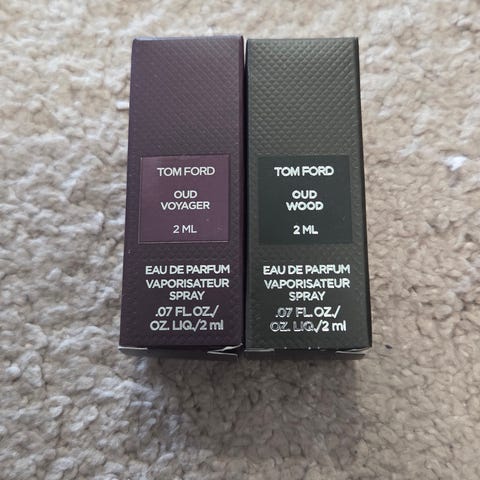 TOM FORD
OUD
VOYAGER
2 ML
EAU DE PARFUM
VAPORISATEUR
SPRAY
.07 FL.OZ./
OZ. LIQ./2 ml
TOM FORD
OUD
WOOD
2 ML
EAU DE PARFUM
VAPORISATEUR
SPRAY
.07 FL.OZ./
OZ. LIQ./2 ml